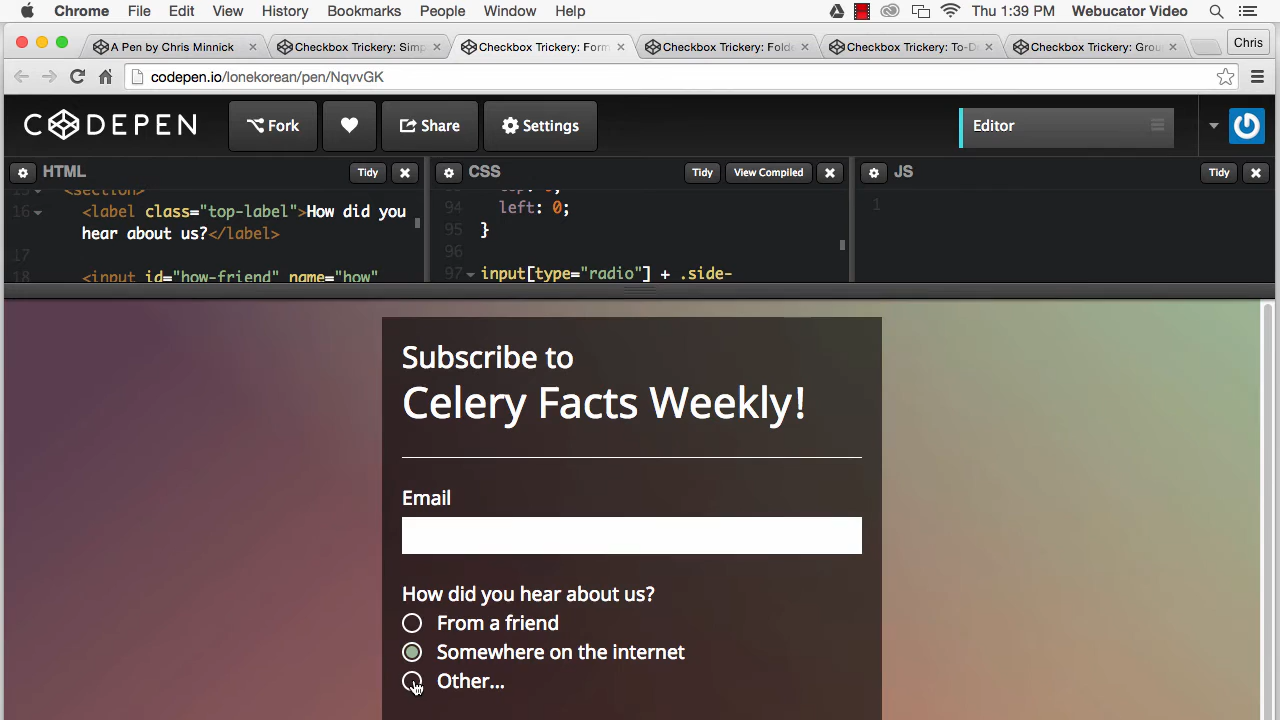 Chrome File Edit View History Bookmarks People Window Help Thu 1:39 PM Webucator Video
A Pen by Chris Minnick Checkbox Trickery: Simp Checkbox Trickery: Form Checkbox Trickery: Folde Checkbox Trickery: To-D Checkbox Trickery: Grou Chris
codepen.io/lonekorean/pen/NqvvGK
CODEPEN Fork Share Settings Editor
HTML Tidy CSS Tidy View Compiled JS Tidy
<section>
16 <label class="top-label">How did you
hear about us?</label>
17
18 <input id="how-friend" name="how"
94 left: 0;
95 }
96
97 input[type="radio"] + .side-
1
Subscribe to
Celery Facts Weekly!
Email
How did you hear about us?
From a friend
Somewhere on the internet
Other...